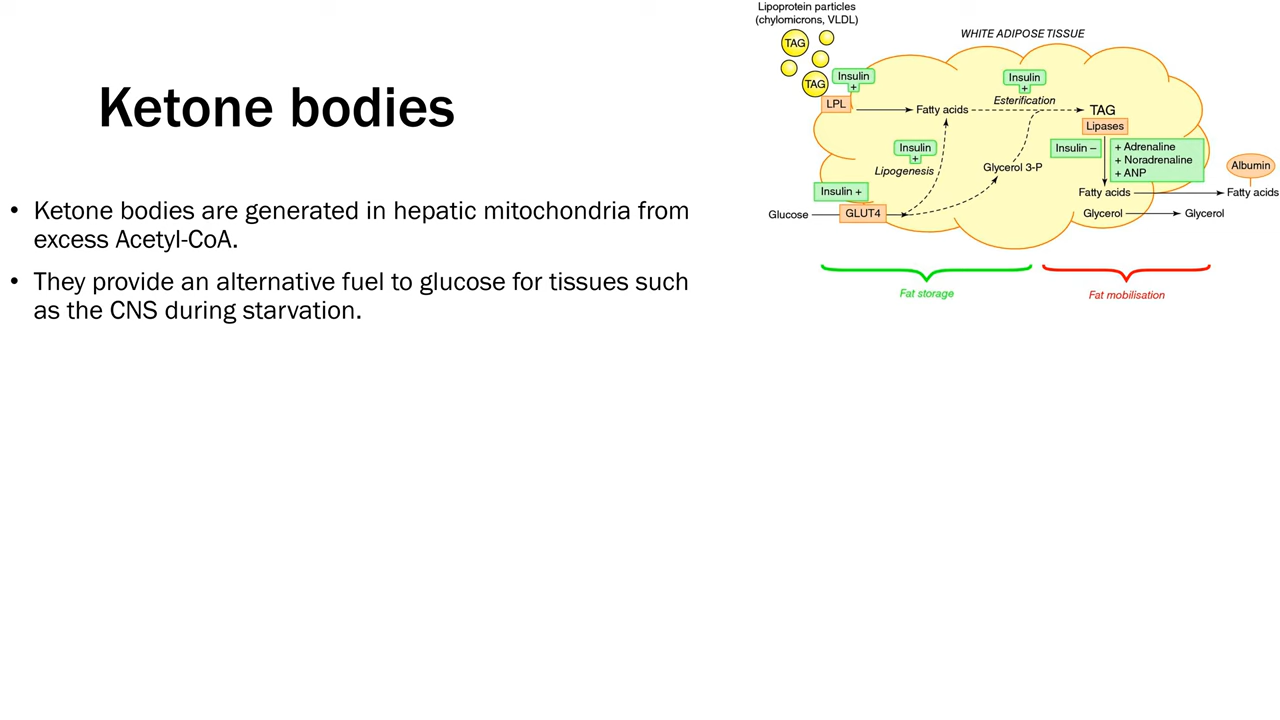 Ketone bodies
• Ketone bodies are generated in hepatic mitochondria from
excess Acetyl-CoA.
• They provide an alternative fuel to glucose for tissues such
as the CNS during starvation.
Lipoprotein particles
(chylomicrons, VLDL)
WHITE ADIPOSE TISSUE
TAG
TAG
Insulin
+
LPL
Fatty acids
Insulin
+
Esterification
TAG
Lipases
Insulin
+
Lipogenesis
Glycerol 3-P
Insulin –
+ Adrenaline
+ Noradrenaline
+ ANP
Albumin
Insulin +
Glucose
GLUT4
Fatty acids
Fatty acids
Glycerol
Glycerol
Fat storage
Fat mobilisation